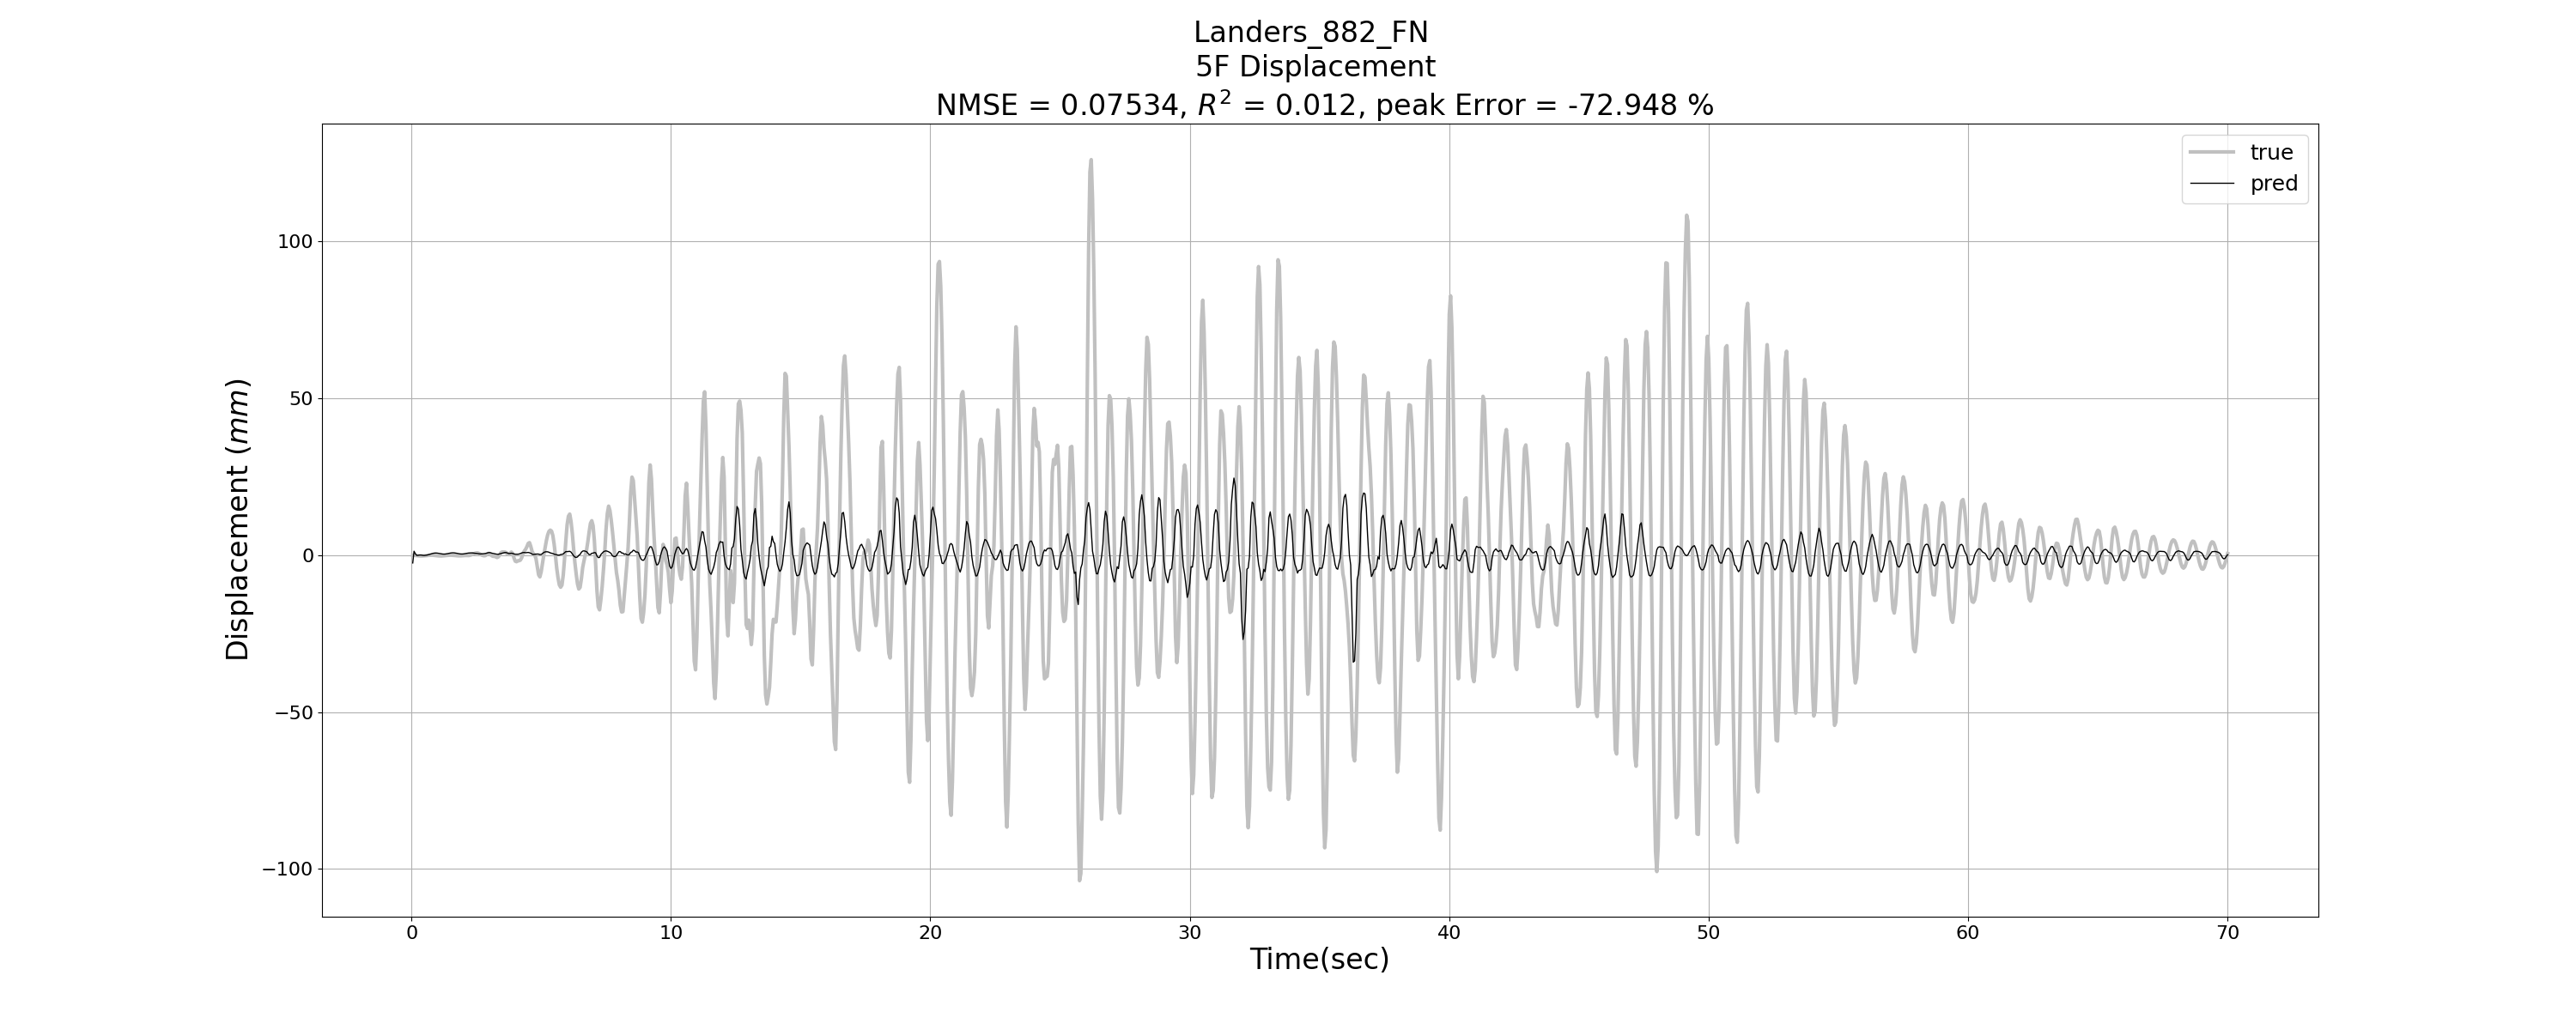 Landers_882_FN
5F Displacement
NMSE = 0.07534, R² = 0.012, peak Error = -72.948 %
true
pred
Displacement (mm)
100
50
0
−50
−100
0 10 20 30 40 50 60 70
Time(sec)